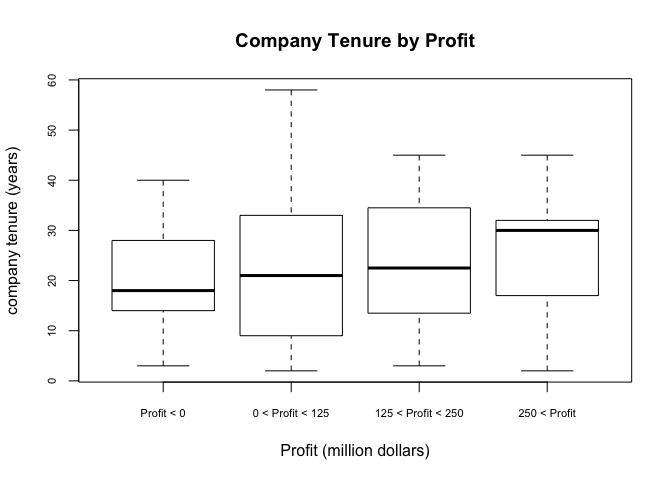 Company Tenure by Profit
company tenure (years)
60
50
40
30
20
10
0
Profit < 0
0 < Profit < 125
125 < Profit < 250
250 < Profit
Profit (million dollars)